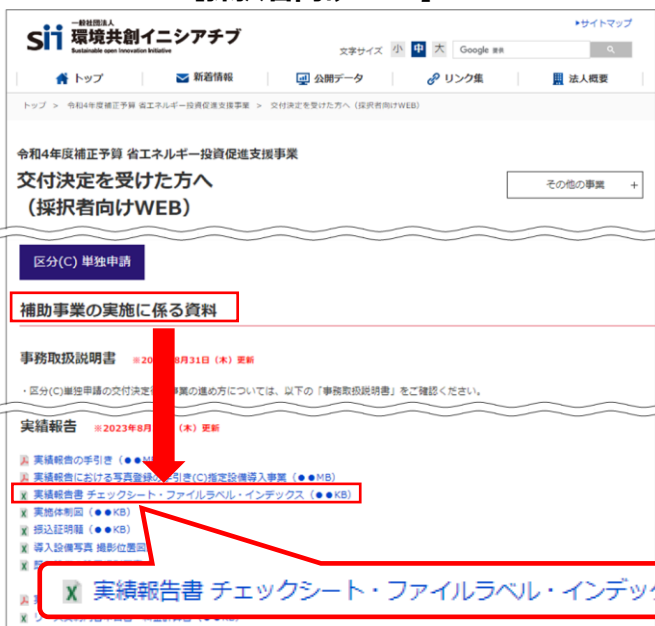 一般社団法人
Sii 環境共創イニシアチブ
Sustainable open Innovation Initiative
サイトマップ
文字サイズ 小 中 大 Google
トップ 新着情報 公開データ リンク集 法人概要
トップ > 令和4年度補正予算 省エネルギー投資促進支援事業 > 交付決定を受けた方へ（採択者向けWEB）
令和4年度補正予算 省エネルギー投資促進支援事業
交付決定を受けた方へ
（採択者向けWEB）
その他の事業 +
区分(C) 単独申請
補助事業の実施に係る資料
事務取扱説明書 ※20 8月31日（木）更新
・区分(C)単独申請の交付決定 事業の進め方については、以下の「事務取扱説明書」をご確認ください。
実績報告 ※2023年8月 （木）更新
実績報告の手引き（●●M
実績報告における写真登録の手引き(C)指定設備導入事業（●●MB）
実績報告書 チェックシート・ファイルラベル・インデックス（●●KB）
実施体制図（●●KB）
振込証明書（●●KB）
導入設備写真 撮影位置図
実績報告書 チェックシート・ファイルラベル・インデック